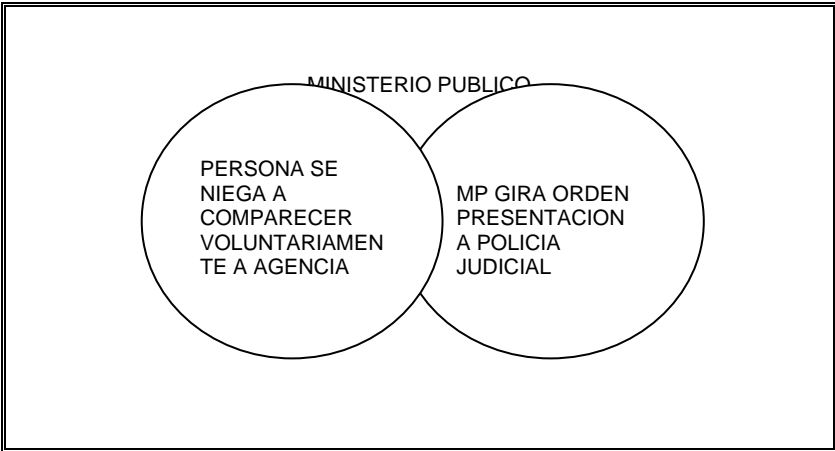 MINISTERIO PUBLICO
PERSONA SE
NIEGA A
COMPARECER
VOLUNTARIAMEN
TE A AGENCIA
MP GIRA ORDEN
PRESENTACION
A POLICIA
JUDICIAL